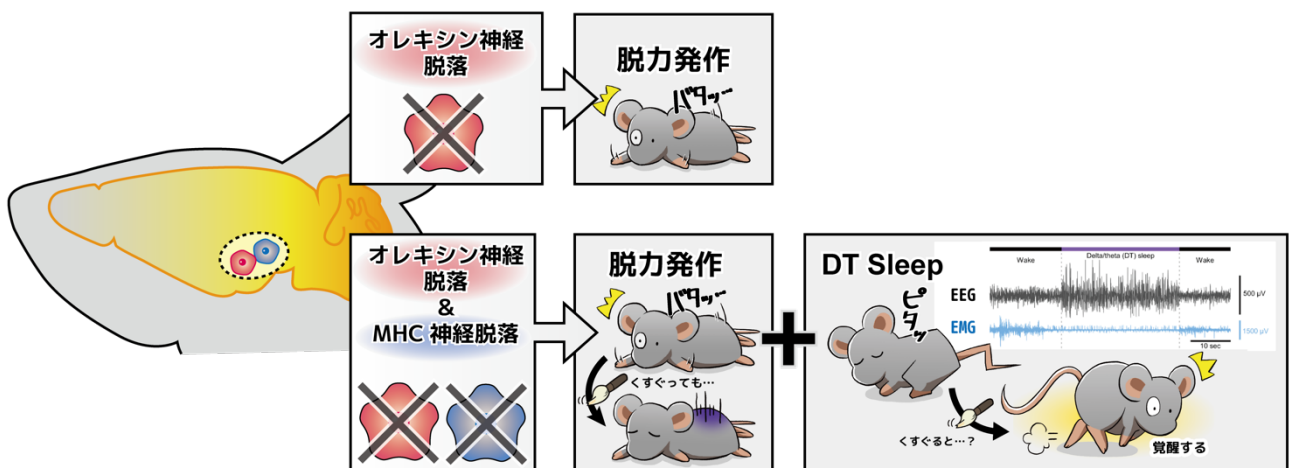 オレキシン神経
脱落
脱力発作
バタッ…
オレキシン神経
脱落
&
MHC 神経脱落
脱力発作
バタッ…
くすぐっても…
DT Sleep
ピタッ
Wake
Delta/theta (DT) sleep
Wake
EEG
500 µV
EMG
1500 µV
10 sec
くすぐると…？
覚醒する